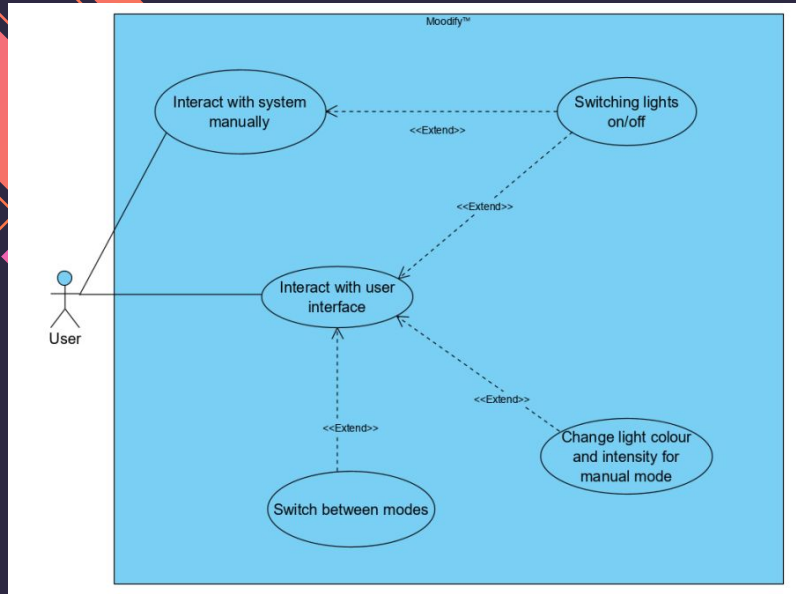 Moodify™
Interact with system
manually
<<Extend>>
Switching lights
on/off
<<Extend>>
Interact with user
interface
User
<<Extend>>
<<Extend>>
Change light colour
and intensity for
manual mode
Switch between modes